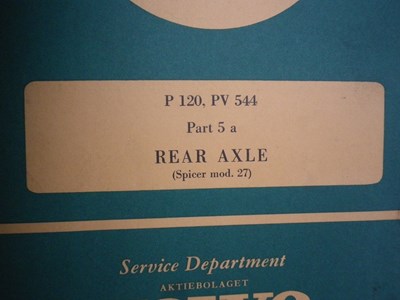 P 120, PV 544
Part 5 a
REAR AXLE
(Spicer mod. 27)
Service Department
AKTIEBOLAGET